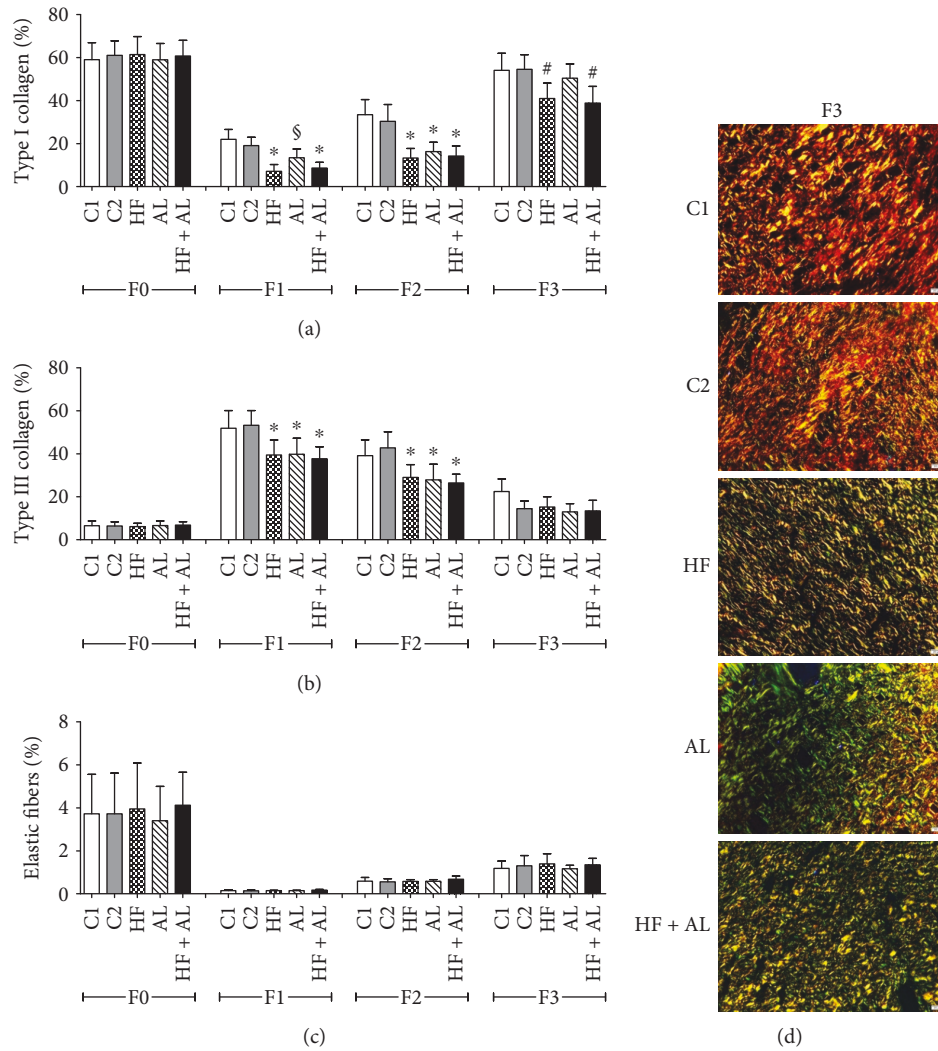 Type I collagen (%)
80
60
40
20
0
* § * * * * # #
C1 C2 HF AL HF + AL C1 C2 HF AL HF + AL C1 C2 HF AL HF + AL C1 C2 HF AL HF + AL
F0 F1 F2 F3
(a)
Type III collagen (%)
80
60
40
20
0
* * * * * *
C1 C2 HF AL HF + AL C1 C2 HF AL HF + AL C1 C2 HF AL HF + AL C1 C2 HF AL HF + AL
F0 F1 F2 F3
(b)
Elastic fibers (%)
8
6
4
2
0
C1 C2 HF AL HF + AL C1 C2 HF AL HF + AL C1 C2 HF AL HF + AL C1 C2 HF AL HF + AL
F0 F1 F2 F3
(c)
F3
C1
C2
HF
AL
HF + AL
(d)